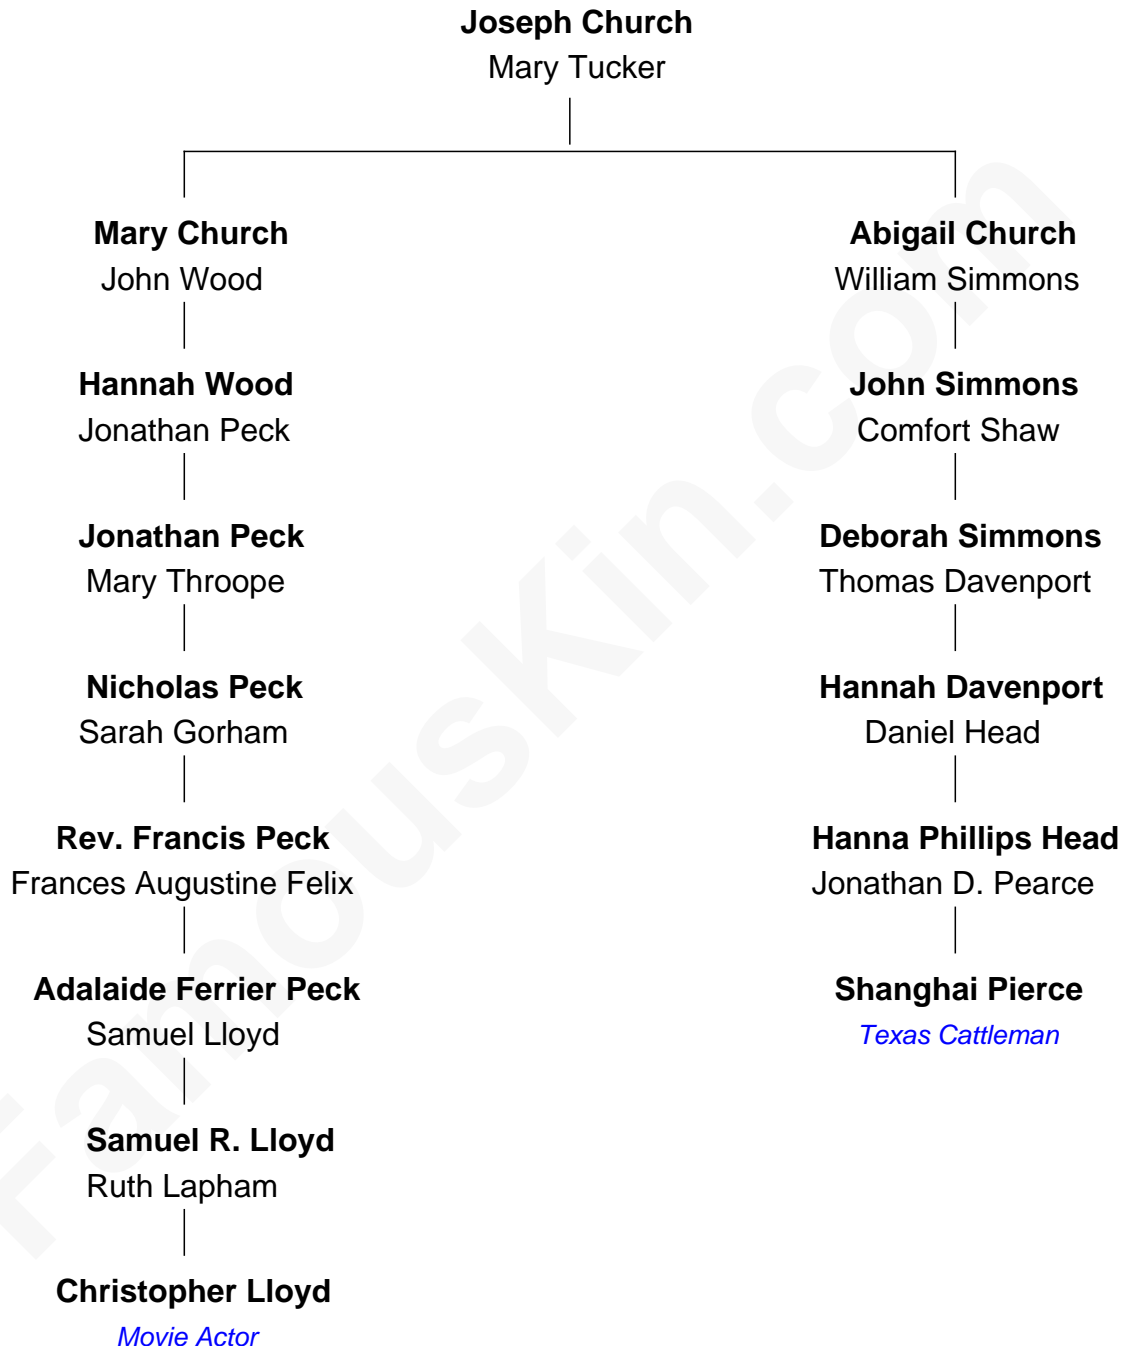 Joseph Church
Mary Tucker
Mary Church
John Wood
Hannah Wood
Jonathan Peck
Jonathan Peck
Mary Throope
Nicholas Peck
Sarah Gorham
Rev. Francis Peck
Frances Augustine Felix
Adalaide Ferrier Peck
Samuel Lloyd
Samuel R. Lloyd
Ruth Lapham
Christopher Lloyd
Movie Actor
Abigail Church
William Simmons
John Simmons
Comfort Shaw
Deborah Simmons
Thomas Davenport
Hannah Davenport
Daniel Head
Hanna Phillips Head
Jonathan D. Pearce
Shanghai Pierce
Texas Cattleman
FamousKin.com